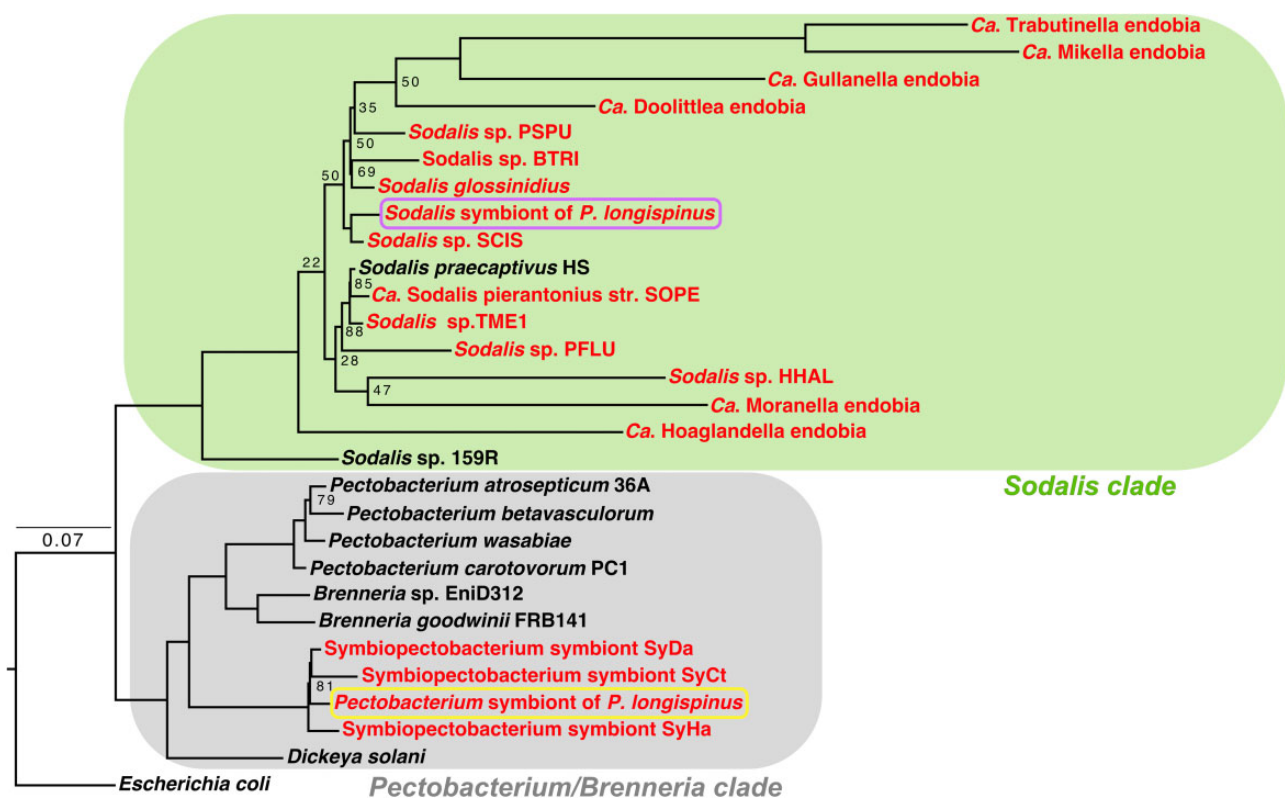 Ca. Trabutinella endobia
Ca. Mikella endobia
50
Ca. Gullanella endobia
35
Ca. Doolittlea endobia
Sodalis sp. PSPU
50
Sodalis sp. BTRI
50
69
Sodalis glossinidius
Sodalis symbiont of P. longispinus
Sodalis sp. SCIS
22
Sodalis praecaptivus HS
85
Ca. Sodalis pierantonius str. SOPE
Sodalis sp.TME1
88
Sodalis sp. PFLU
28
Sodalis sp. HHAL
47
Ca. Moranella endobia
Ca. Hoaglandella endobia
Sodalis sp. 159R
Sodalis clade
Pectobacterium atrosepticum 36A
79
Pectobacterium betavasculorum
0.07
Pectobacterium wasabiae
Pectobacterium carotovorum PC1
Brenneria sp. EniD312
Brenneria goodwinii FRB141
Symbiopectobacterium symbiont SyDa
Symbiopectobacterium symbiont SyCt
81
Pectobacterium symbiont of P. longispinus
Symbiopectobacterium symbiont SyHa
Dickeya solani
Escherichia coli
Pectobacterium/Brenneria clade